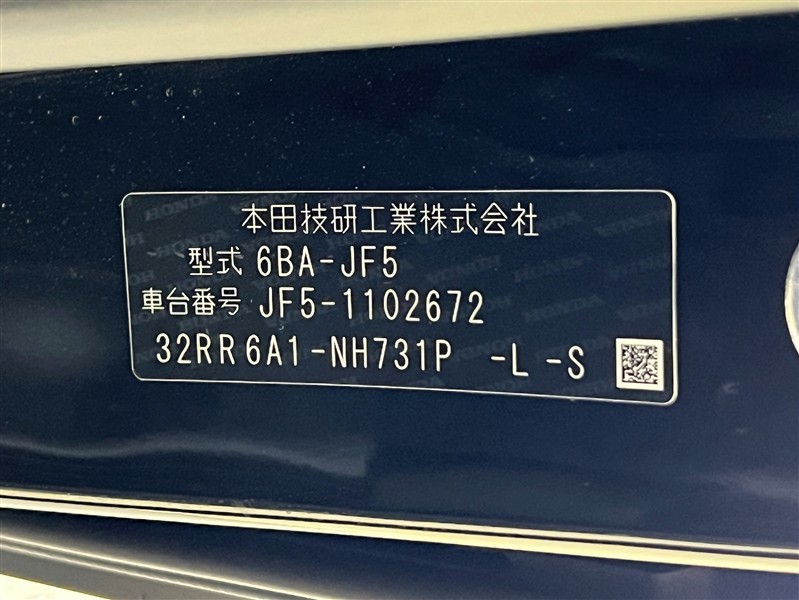 本田技研工業株式会社
型式 6BA-JF5
車台番号 JF5-1102672
32RR6A1-NH731P -L-S